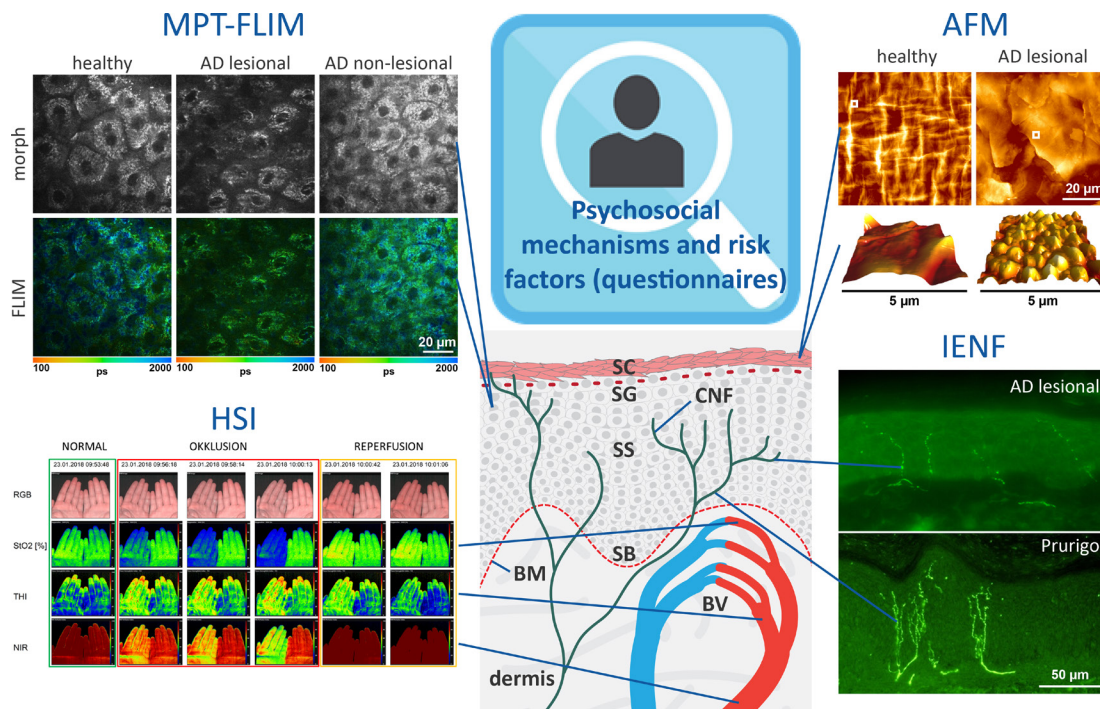 MPT-FLIM
healthy
AD lesional
AD non-lesional
morph
FLIM
20 µm
100
2000
100
ps
2000
100
2000
Psychosocial
mechanisms and risk
factors (questionnaires)
AFM
healthy
AD lesional
20 µm
5 µm
5 µm
HSI
NORMAL
OKKLUSION
REPERFUSION
23.01.2018 09:53:48
23.01.2018 09:56:18
23.01.2018 09:58:14
23.01.2018 10:00:13
23.01.2018 10:00:42
23.01.2018 10:01:06
RGB
StO2 [%]
THI
NIR
SC
SG
CNF
SS
SB
BM
BV
dermis
IENF
AD lesional
Prurigo
50 µm